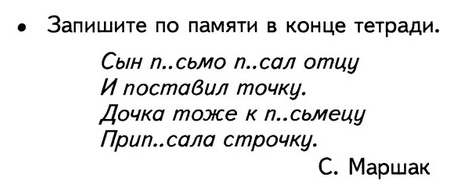 • Запишите по памяти в конце тетради.
Сын п..сьмо п..сал отцу
И поставил точку.
Дочка тоже к п..сьмецу
Прип..сала строчку.
С. Маршак